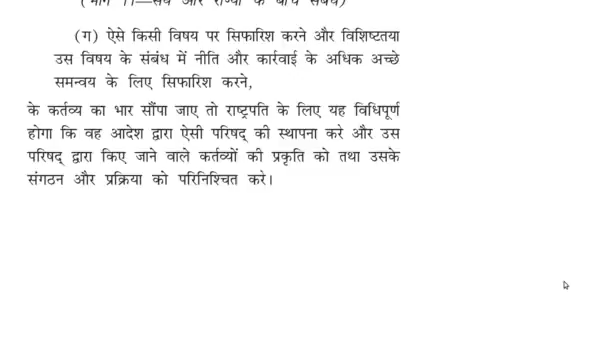 (भाग 11—संघ और राज्यों के बीच संबंध)
(ग) ऐसे किसी विषय पर सिफारिश करने और विशिष्टतया
उस विषय के संबंध में नीति और कार्रवाई के अधिक अच्छे
समन्वय के लिए सिफारिश करने,
के कर्तव्य का भार सौंपा जाए तो राष्ट्रपति के लिए यह विधिपूर्ण
होगा कि वह आदेश द्वारा ऐसी परिषद् की स्थापना करे और उस
परिषद् द्वारा किए जाने वाले कर्तव्यों की प्रकृति को तथा उसके
संगठन और प्रक्रिया को परिनिश्चित करे।